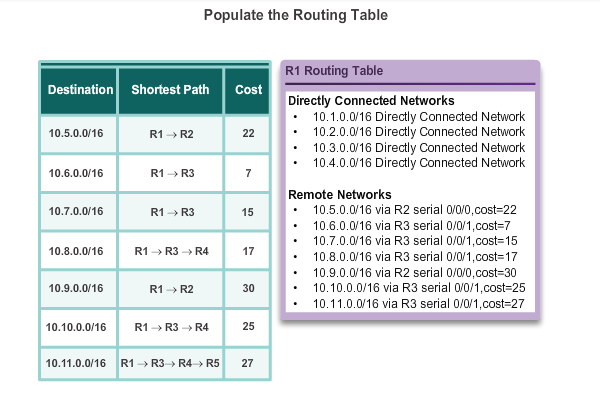 Populate the Routing Table
Destination Shortest Path Cost
10.5.0.0/16 R1 → R2 22
10.6.0.0/16 R1 → R3 7
10.7.0.0/16 R1 → R3 15
10.8.0.0/16 R1 → R3 → R4 17
10.9.0.0/16 R1 → R2 30
10.10.0.0/16 R1 → R3 → R4 25
10.11.0.0/16 R1 → R3 → R4 → R5 27
R1 Routing Table
Directly Connected Networks
• 10.1.0.0/16 Directly Connected Network
• 10.2.0.0/16 Directly Connected Network
• 10.3.0.0/16 Directly Connected Network
• 10.4.0.0/16 Directly Connected Network
Remote Networks
• 10.5.0.0/16 via R2 serial 0/0/0,cost=22
• 10.6.0.0/16 via R3 serial 0/0/1,cost=7
• 10.7.0.0/16 via R3 serial 0/0/1,cost=15
• 10.8.0.0/16 via R3 serial 0/0/1,cost=17
• 10.9.0.0/16 via R2 serial 0/0/0,cost=30
• 10.10.0.0/16 via R3 serial 0/0/1,cost=25
• 10.11.0.0/16 via R3 serial 0/0/1,cost=27